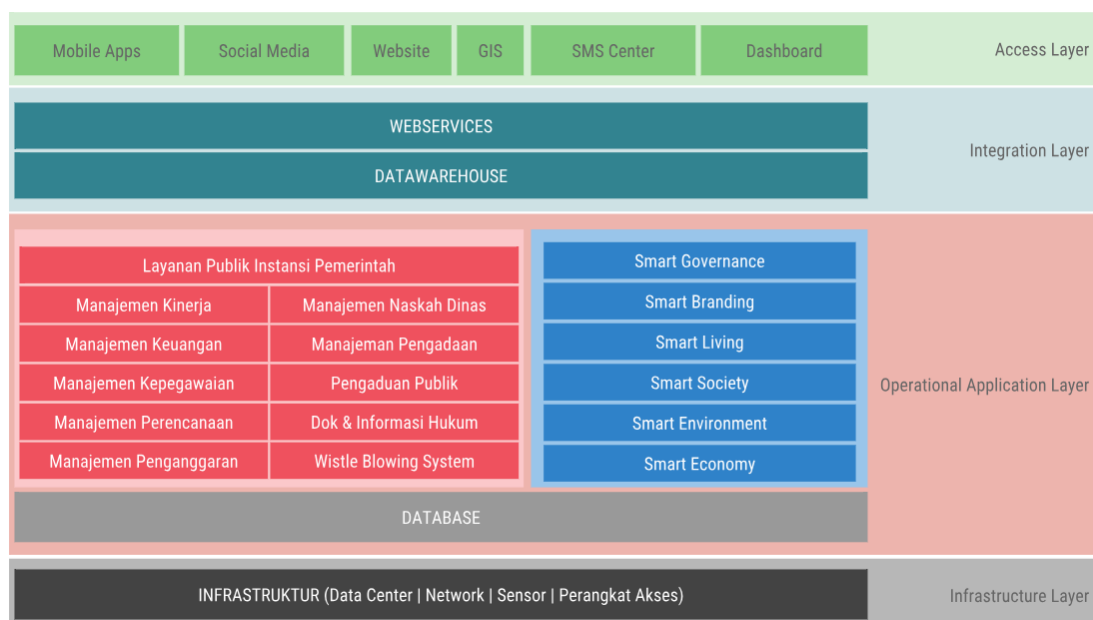 Mobile Apps
Social Media
Website
GIS
SMS Center
Dashboard
Access Layer
WEBSERVICES
DATAWAREHOUSE
Integration Layer
Layanan Publik Instansi Pemerintah
Manajemen Kinerja
Manajemen Naskah Dinas
Manajemen Keuangan
Manajeman Pengadaan
Manajemen Kepegawaian
Pengaduan Publik
Manajemen Perencanaan
Dok & Informasi Hukum
Manajemen Penganggaran
Wistle Blowing System
Smart Governance
Smart Branding
Smart Living
Smart Society
Smart Environment
Smart Economy
Operational Application Layer
DATABASE
INFRASTRUKTUR (Data Center | Network | Sensor | Perangkat Akses)
Infrastructure Layer